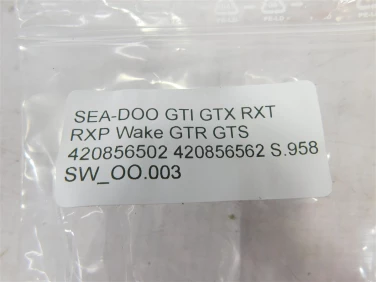 SEA-DOO GTI GTX RXT
RXP Wake GTR GTS
420856502 420856562 S.958
SW_OO.003